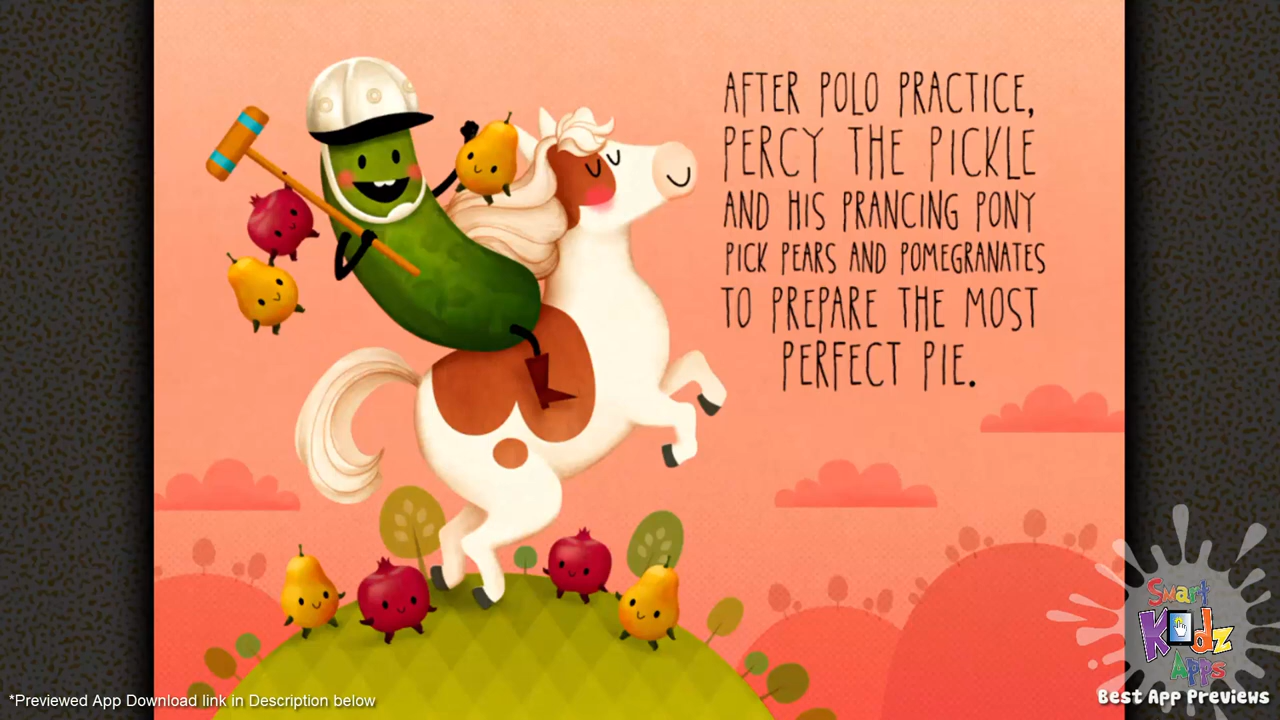 AFTER POLO PRACTICE,
PERCY THE PICKLE
AND HIS PRANCING PONY
PICK PEARS AND POMEGRANATES
TO PREPARE THE MOST
PERFECT PIE.
Smart
Kidz
Apps
Best App Previews
*Previewed App Download link in Description below